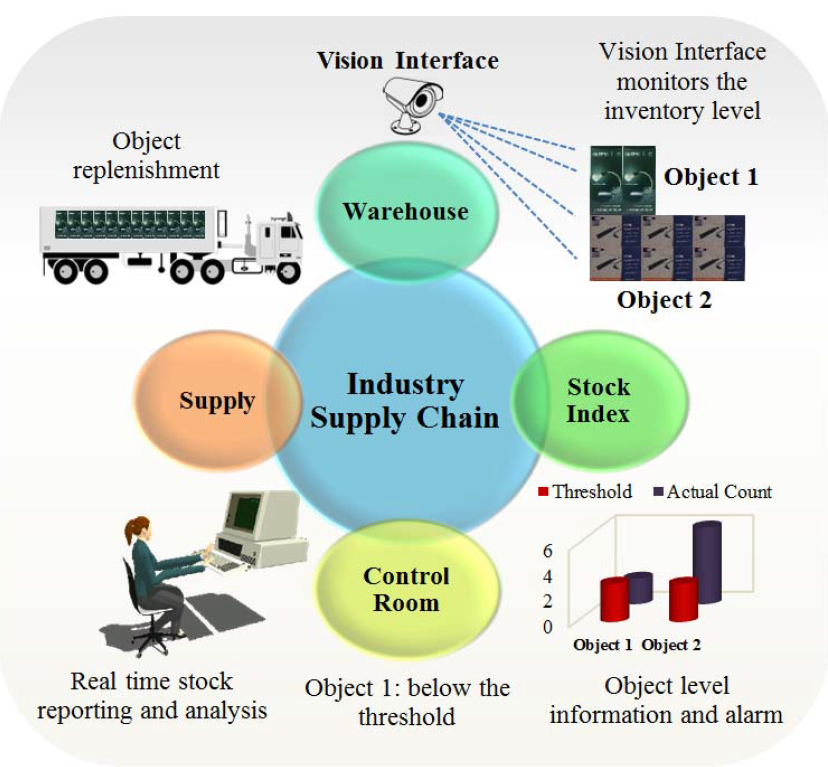 Vision Interface
Vision Interface
monitors the
inventory level
Object
replenishment
Warehouse
Object 1
Object 2
Industry
Supply Chain
Supply
Stock
Index
Threshold
Actual Count
6
4
2
0
Object 1
Object 2
Control
Room
Real time stock
reporting and analysis
Object 1: below the
threshold
Object level
information and alarm